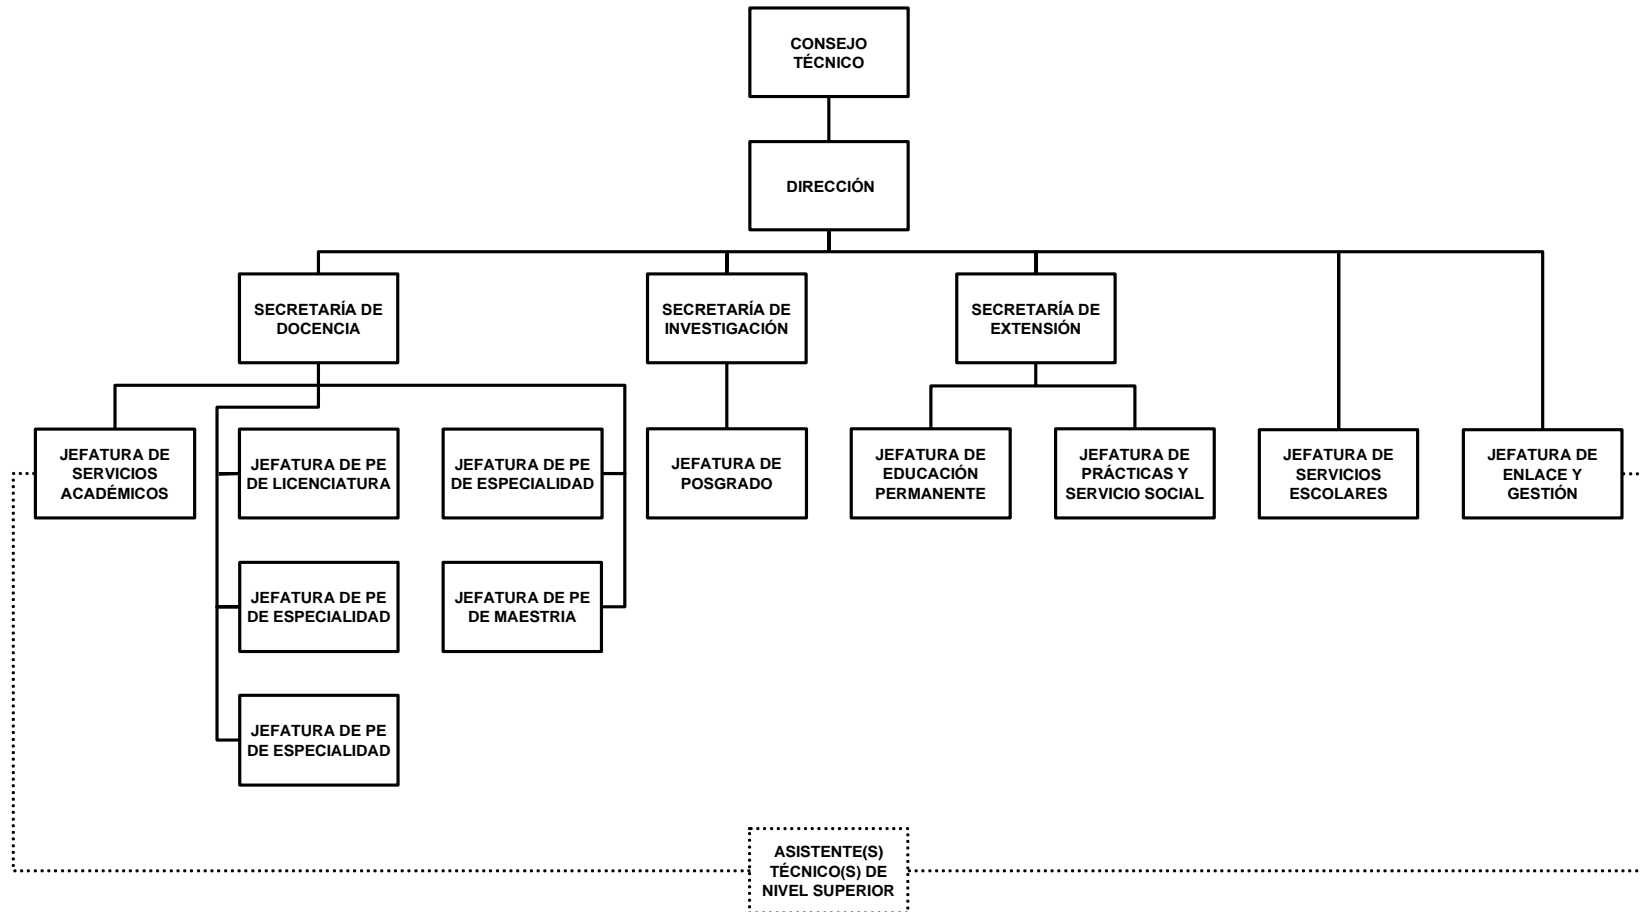 CONSEJO
TÉCNICO
DIRECCIÓN
SECRETARÍA DE
DOCENCIA
SECRETARÍA DE
INVESTIGACIÓN
SECRETARÍA DE
EXTENSIÓN
JEFATURA DE
SERVICIOS
ACADÉMICOS
JEFATURA DE PE
DE LICENCIATURA
JEFATURA DE PE
DE ESPECIALIDAD
JEFATURA DE
POSGRADO
JEFATURA DE
EDUCACIÓN
PERMANENTE
JEFATURA DE
PRÁCTICAS Y
SERVICIO SOCIAL
JEFATURA DE
SERVICIOS
ESCOLARES
JEFATURA DE
ENLACE Y
GESTIÓN
JEFATURA DE PE
DE ESPECIALIDAD
JEFATURA DE PE
DE MAESTRIA
JEFATURA DE PE
DE ESPECIALIDAD
ASISTENTE(S)
TÉCNICO(S) DE
NIVEL SUPERIOR